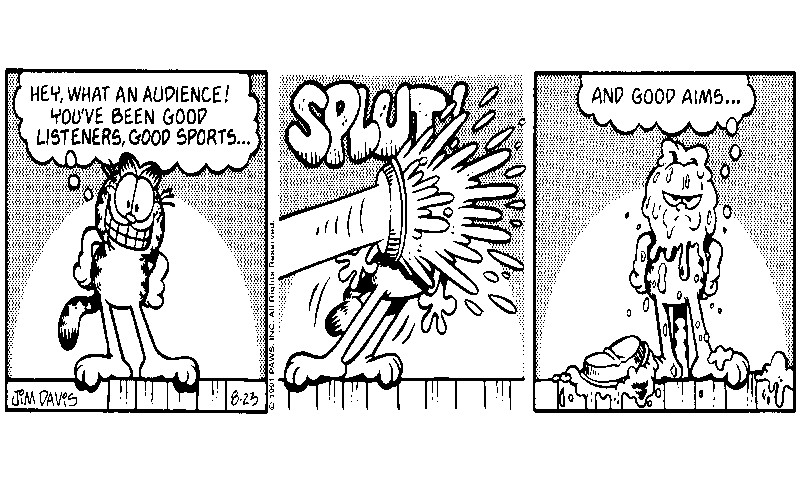 HEY, WHAT AN AUDIENCE!
YOU'VE BEEN GOOD
LISTENERS, GOOD SPORTS...
JIM DAVIS
8-23
SPLUT!
PAWS, INC. All Rights Reserved
AND GOOD AIMS...